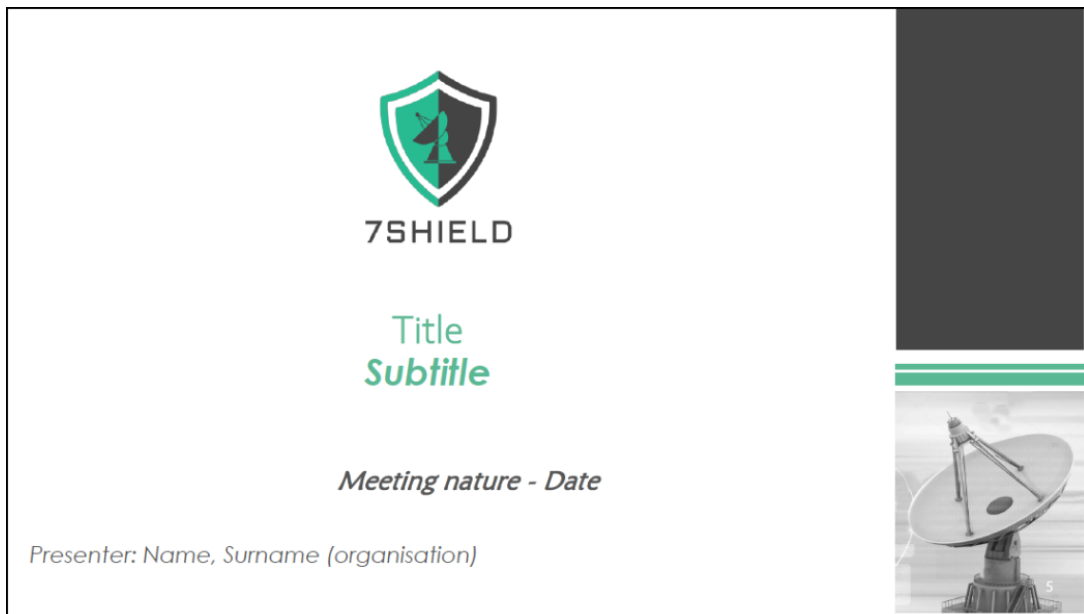 7SHIELD
Title
Subtitle
Meeting nature - Date
Presenter: Name, Surname (organisation)
5